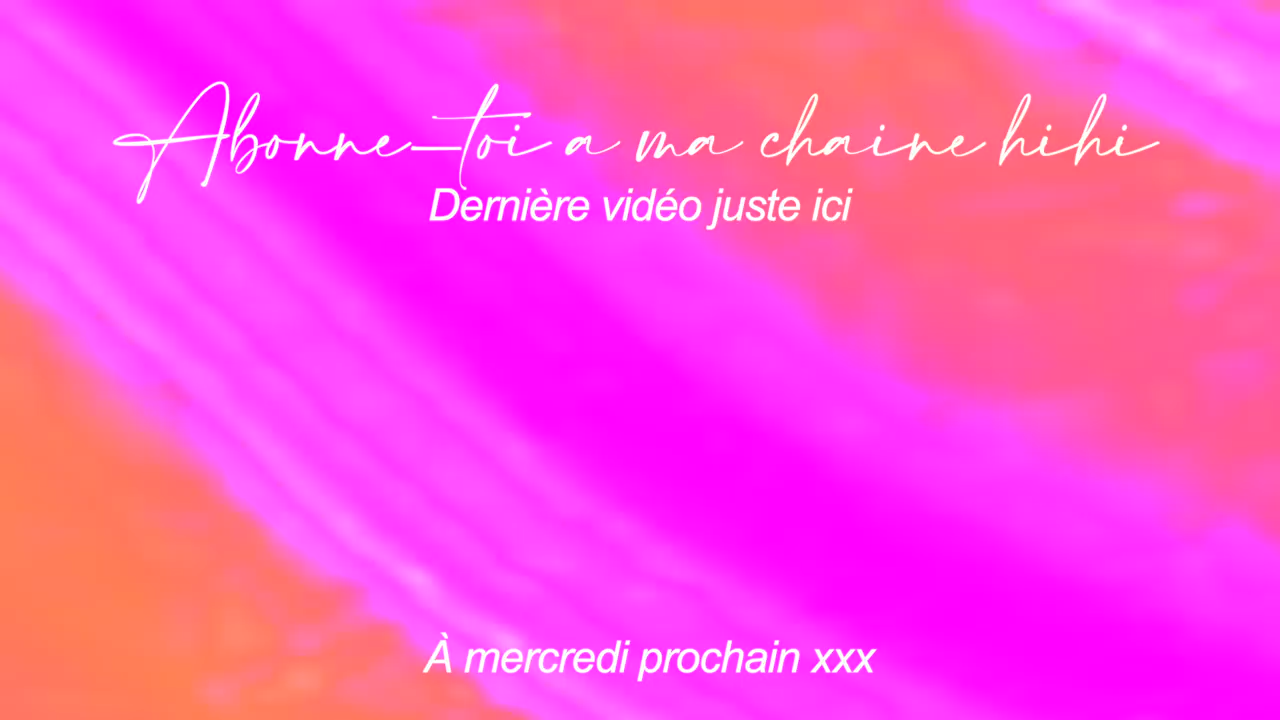 Abonne-toi a ma chaine hihi
Dernière vidéo juste ici
À mercredi prochain xxx